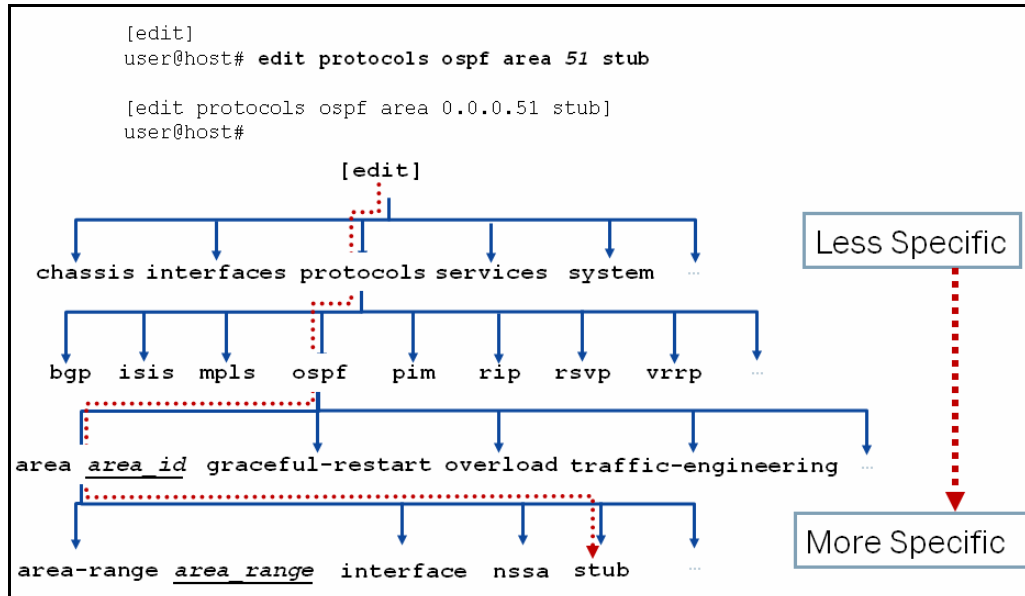 [edit]
user@host# edit protocols ospf area 51 stub
[edit protocols ospf area 0.0.0.51 stub]
user@host#
[edit]
Less Specific
chassis interfaces protocols services system ...
bgp isis mpls ospf pim rip rsvp vrrp ...
area area_id graceful-restart overload traffic-engineering ...
More Specific
area-range area_range interface nssa stub ...